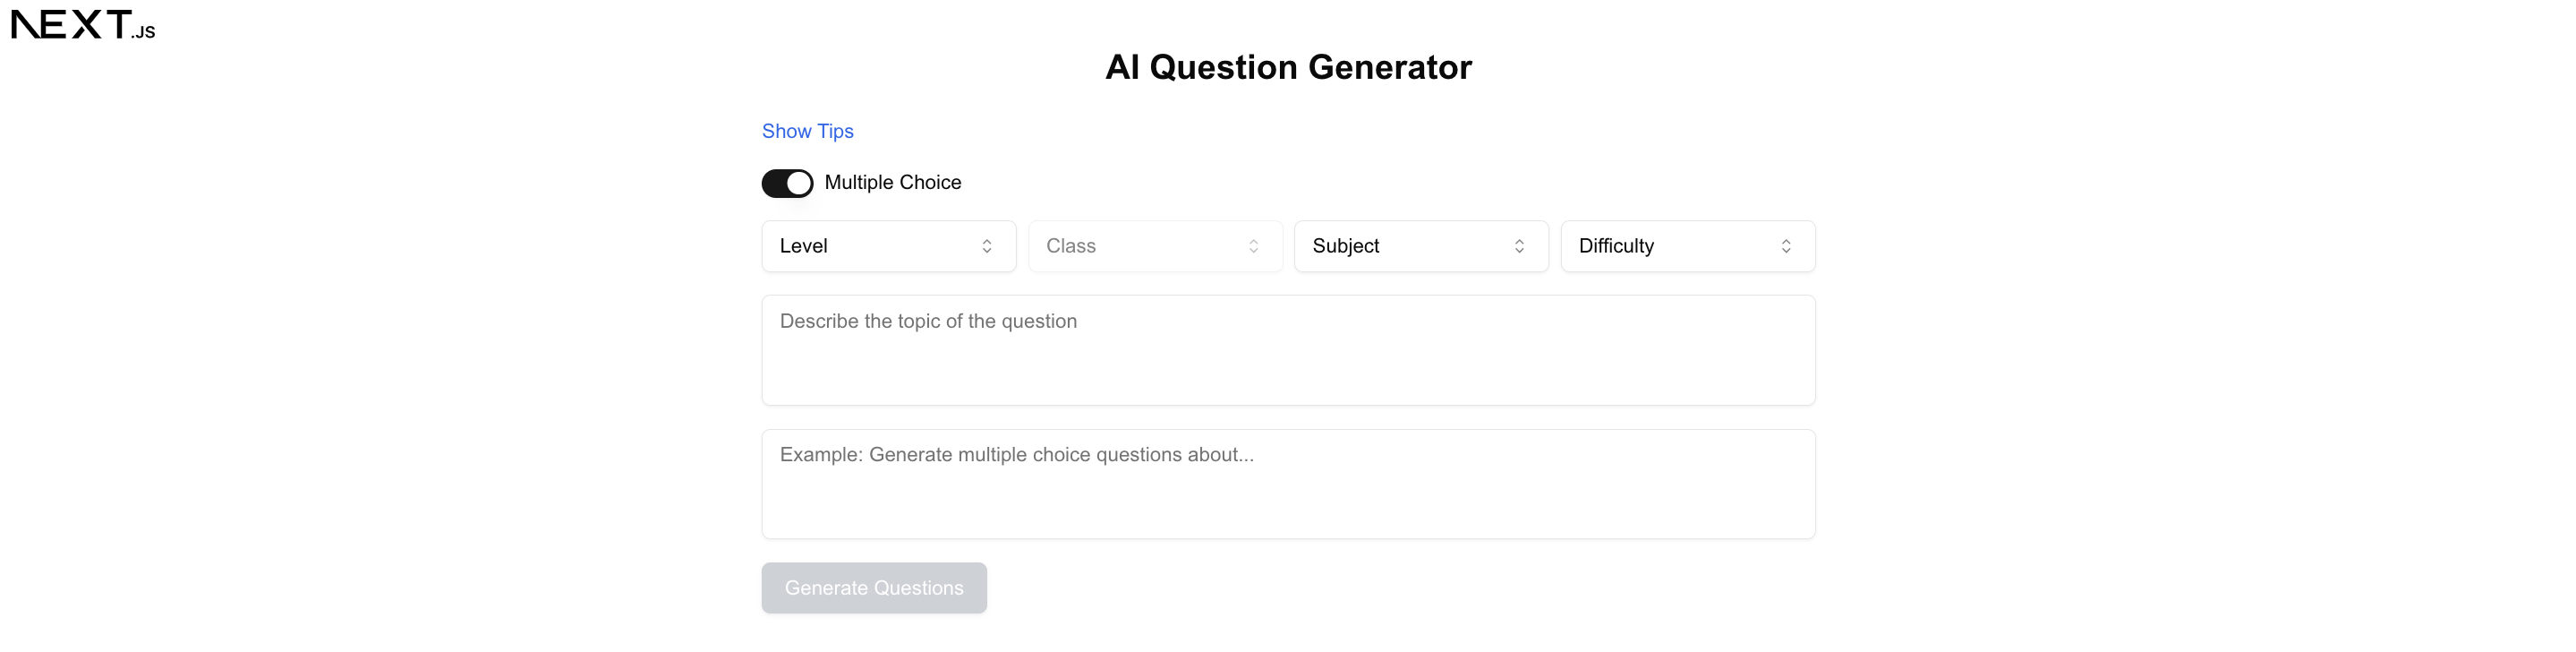 NEXT.JS
AI Question Generator
Show Tips
Multiple Choice
Level Class Subject Difficulty
Describe the topic of the question
Example: Generate multiple choice questions about...
Generate Questions